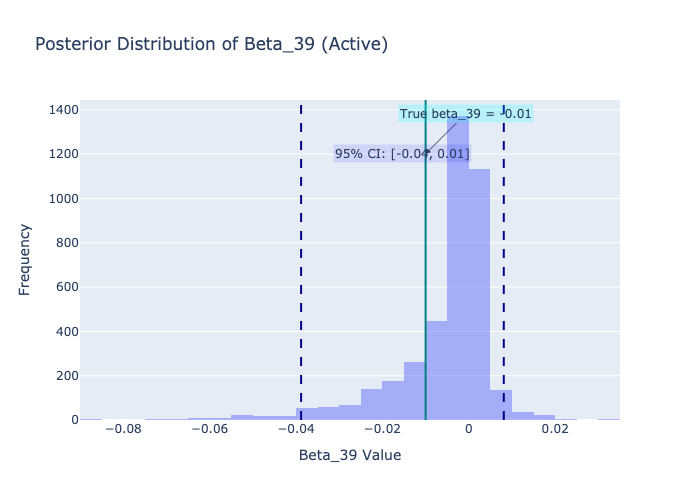 Posterior Distribution of Beta_39 (Active)
1400
True beta_39 = -0.01
1200
95% CI: [-0.04, 0.01]
1000
800
600
400
200
0
Frequency
−0.08
−0.06
−0.04
−0.02
0
0.02
Beta_39 Value